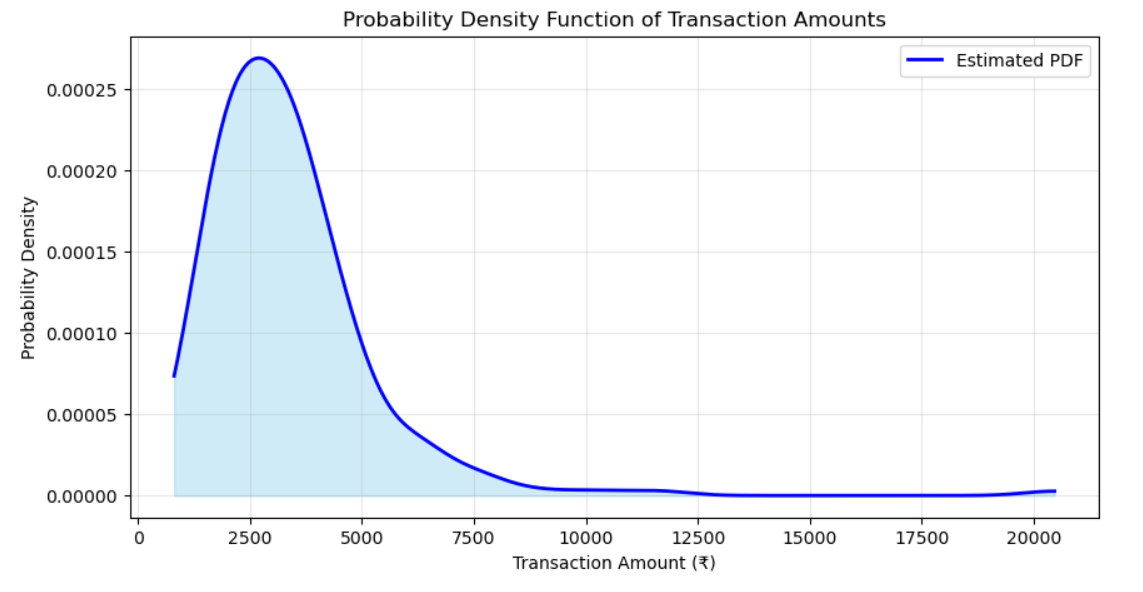 Probability Density Function of Transaction Amounts
Estimated PDF
Probability Density
0.00025
0.00020
0.00015
0.00010
0.00005
0.00000
0 2500 5000 7500 10000 12500 15000 17500 20000
Transaction Amount (₹)